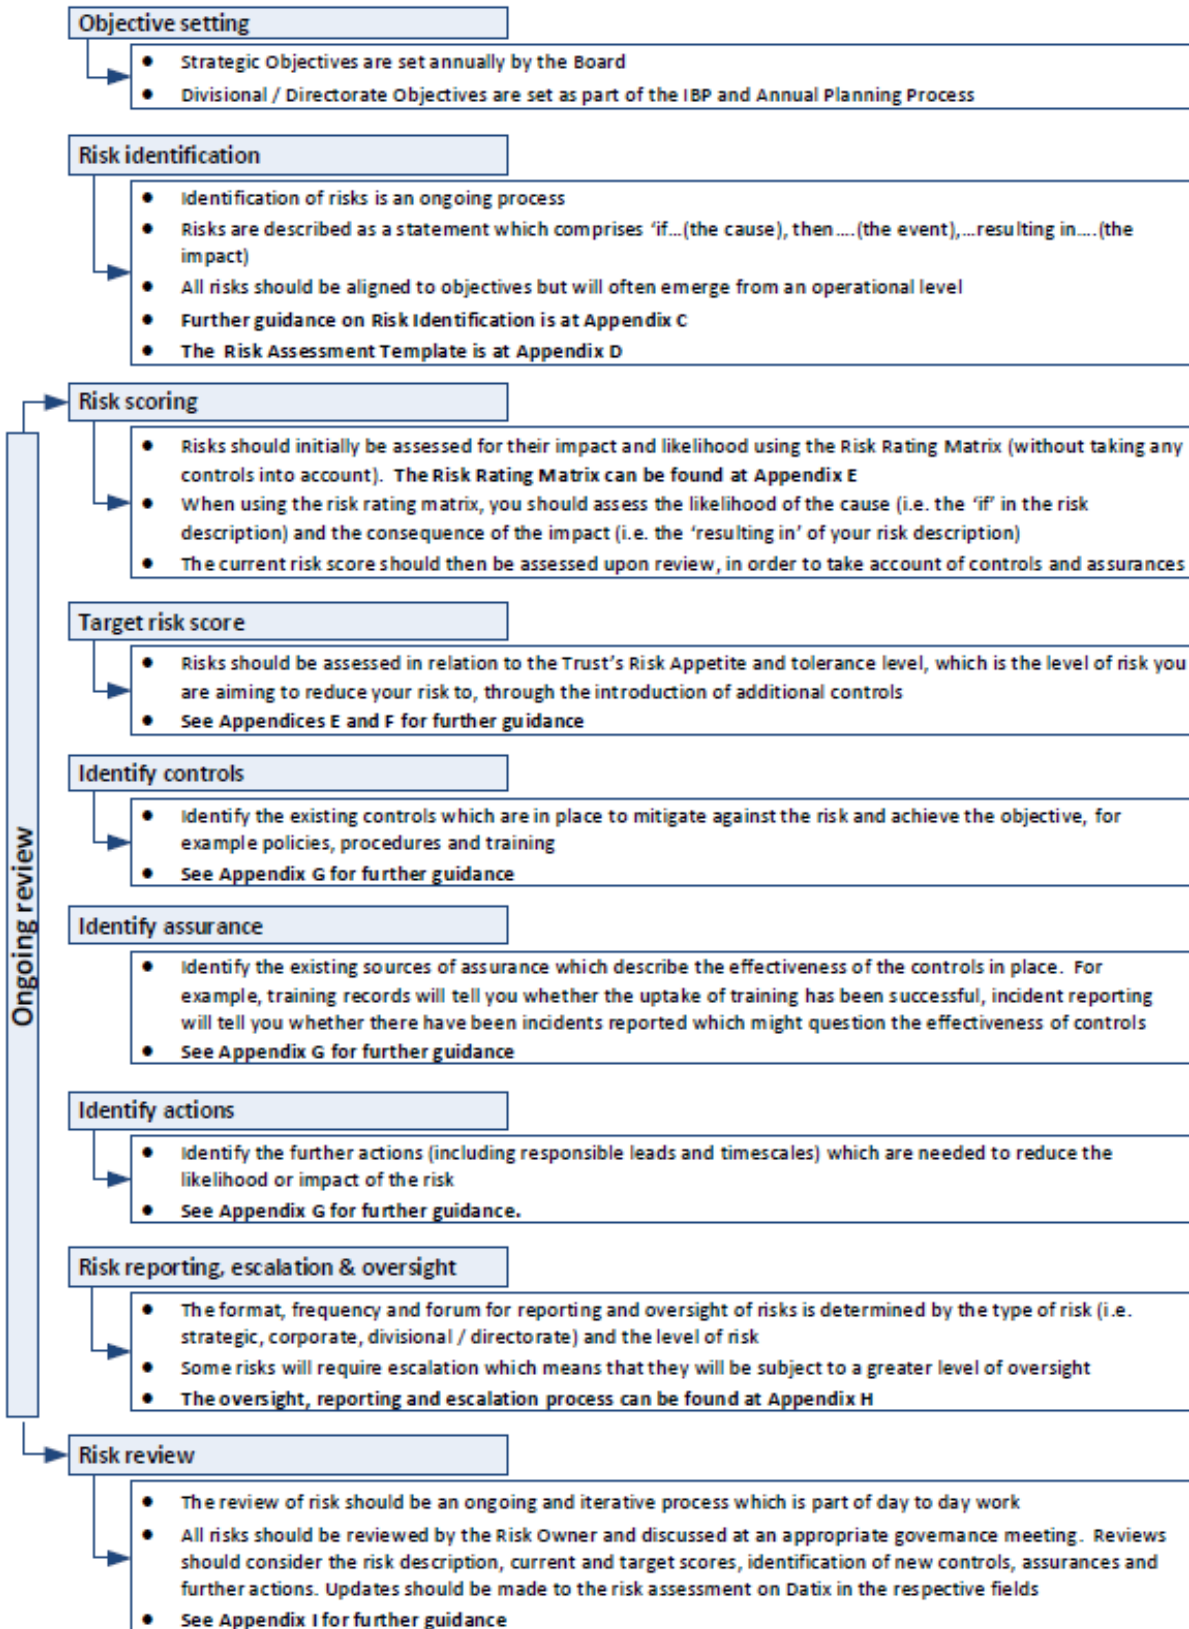 Objective setting
● Strategic Objectives are set annually by the Board
● Divisional / Directorate Objectives are set as part of the IBP and Annual Planning Process
Risk identification
● Identification of risks is an ongoing process
● Risks are described as a statement which comprises ‘if...(the cause), then....(the event),...resulting in....(the
impact)
● All risks should be aligned to objectives but will often emerge from an operational level
● Further guidance on Risk Identification is at Appendix C
● The Risk Assessment Template is at Appendix D
Risk scoring
● Risks should initially be assessed for their impact and likelihood using the Risk Rating Matrix (without taking any
controls into account). The Risk Rating Matrix can be found at Appendix E
● When using the risk rating matrix, you should assess the likelihood of the cause (i.e. the ‘if’ in the risk
description) and the consequence of the impact (i.e. the ‘resulting in’ of your risk description)
● The current risk score should then be assessed upon review, in order to take account of controls and assurances
Target risk score
● Risks should be assessed in relation to the Trust’s Risk Appetite and tolerance level, which is the level of risk you
are aiming to reduce your risk to, through the introduction of additional controls
● See Appendices E and F for further guidance
Identify controls
● Identify the existing controls which are in place to mitigate against the risk and achieve the objective, for
example policies, procedures and training
● See Appendix G for further guidance
Ongoing review
Identify assurance
● Identify the existing sources of assurance which describe the effectiveness of the controls in place. For
example, training records will tell you whether the uptake of training has been successful, incident reporting
will tell you whether there have been incidents reported which might question the effectiveness of controls
● See Appendix G for further guidance
Identify actions
● Identify the further actions (including responsible leads and timescales) which are needed to reduce the
likelihood or impact of the risk
● See Appendix G for further guidance.
Risk reporting, escalation & oversight
● The format, frequency and forum for reporting and oversight of risks is determined by the type of risk (i.e.
strategic, corporate, divisional / directorate) and the level of risk
● Some risks will require escalation which means that they will be subject to a greater level of oversight
● The oversight, reporting and escalation process can be found at Appendix H
Risk review
● The review of risk should be an ongoing and iterative process which is part of day to day work
● All risks should be reviewed by the Risk Owner and discussed at an appropriate governance meeting. Reviews
should consider the risk description, current and target scores, identification of new controls, assurances and
further actions. Updates should be made to the risk assessment on Datix in the respective fields
● See Appendix I for further guidance